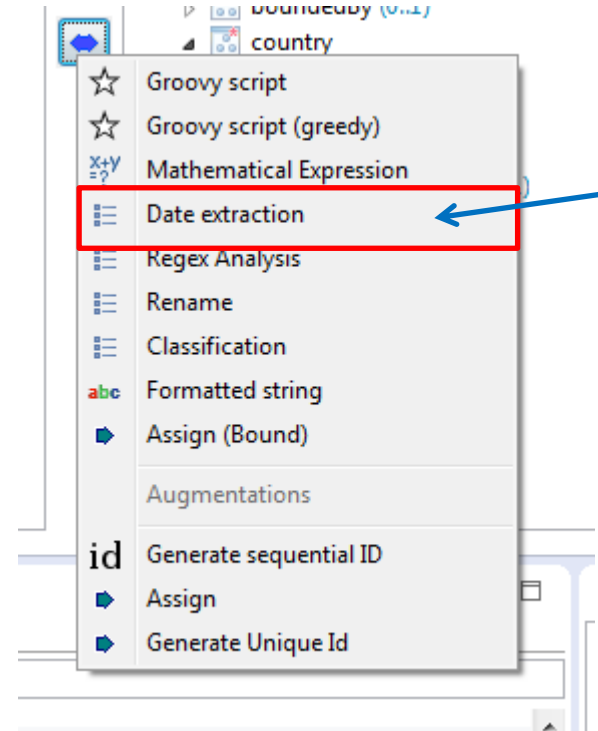 boundedBy (0..1)
country
Groovy script
Groovy script (greedy)
x+y
=?
Mathematical Expression
Date extraction
Regex Analysis
Rename
Classification
abc Formatted string
Assign (Bound)
Augmentations
id Generate sequential ID
Assign
Generate Unique Id